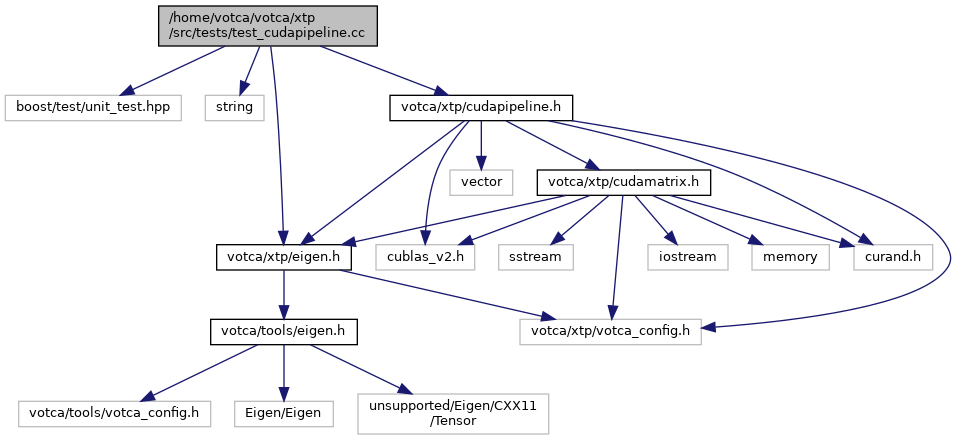 /home/votca/votca/xtp
/src/tests/test_cudapipeline.cc
boost/test/unit_test.hpp
string
votca/xtp/cudapipeline.h
vector
votca/xtp/cudamatrix.h
votca/xtp/eigen.h
cublas_v2.h
sstream
iostream
memory
curand.h
votca/tools/eigen.h
votca/xtp/votca_config.h
votca/tools/votca_config.h
Eigen/Eigen
unsupported/Eigen/CXX11
/Tensor